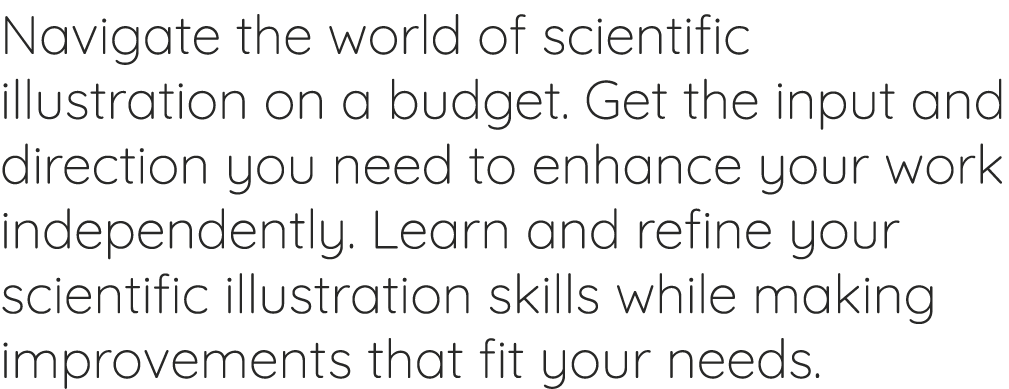 Navigate the world of scientific
illustration on a budget. Get the input and
direction you need to enhance your work
independently. Learn and refine your
scientific illustration skills while making
improvements that fit your needs.